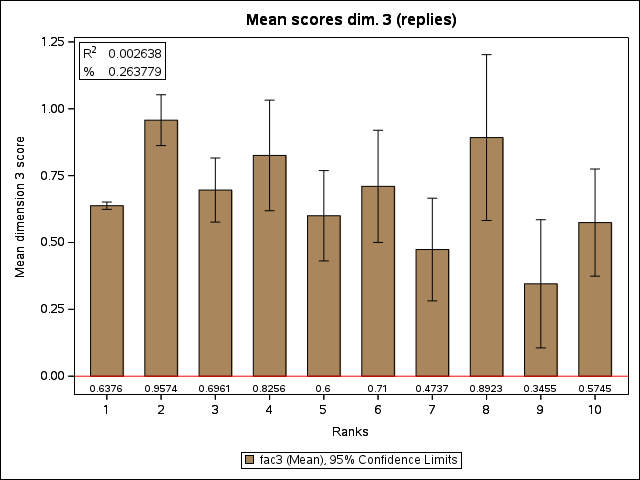 Mean scores dim. 3 (replies)
R² 0.002638
% 0.263779
1.25
1.00
0.75
0.50
0.25
0.00
Mean dimension 3 score
0.6376 0.9574 0.6961 0.8256 0.6 0.71 0.4737 0.8923 0.3455 0.5745
1 2 3 4 5 6 7 8 9 10
Ranks
fac3 (Mean), 95% Confidence Limits